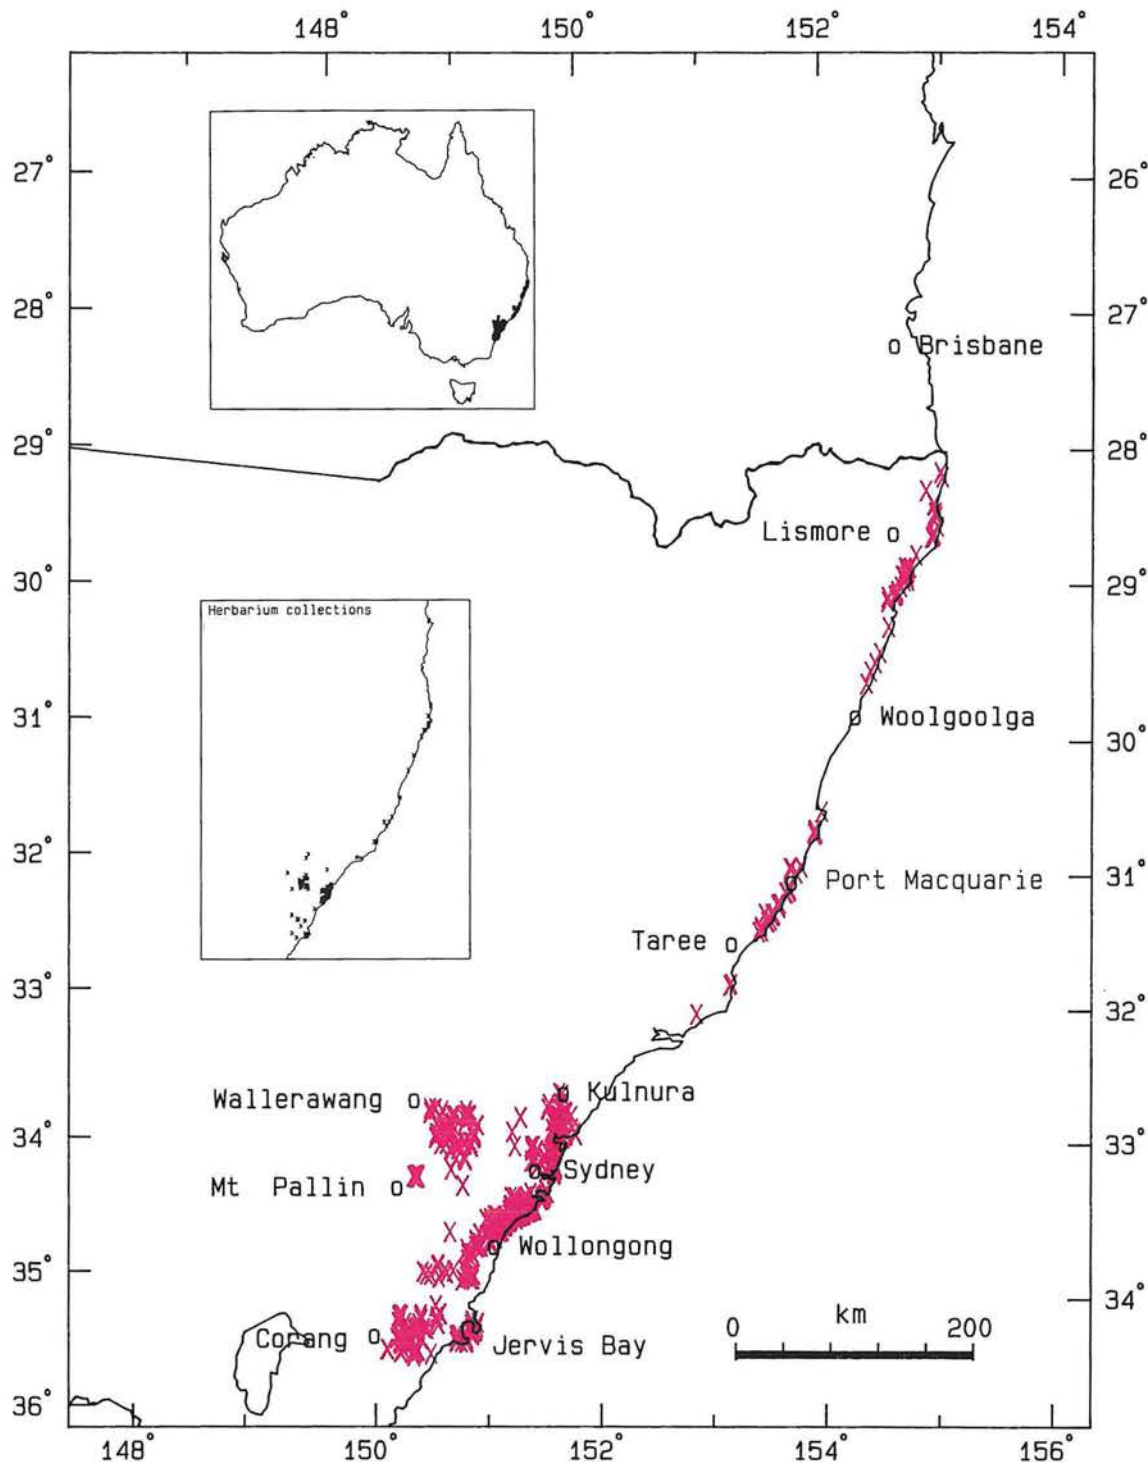 148° 150° 152° 154°
27°
26°
28°
27°
Brisbane
29°
28°
Lismore
30°
29°
Herbarium collections
31°
Woolgoolga
30°
32°
31°
Port Macquarie
Taree
33°
32°
Wallerawang
Kulnura
34°
33°
Sydney
Mt Pallin
Wollongong
35°
34°
km
0 200
Corang
Jervis Bay
36°
148° 150° 152° 154° 156°